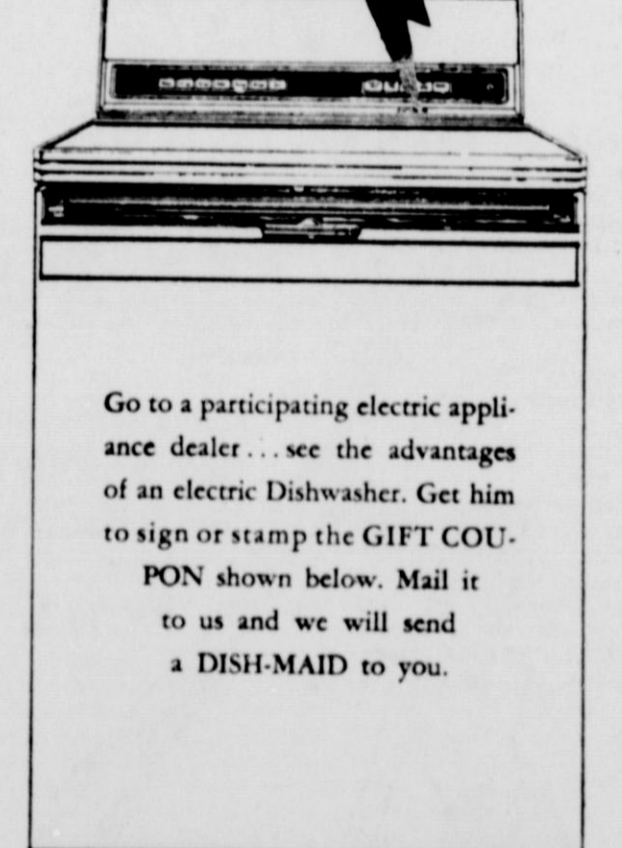 Go to a participating electric appli-
ance dealer... see the advantages
of an electric Dishwasher. Get him
to sign or stamp the GIFT COU-
PON shown below. Mail it
to us and we will send
a DISH-MAID to you.